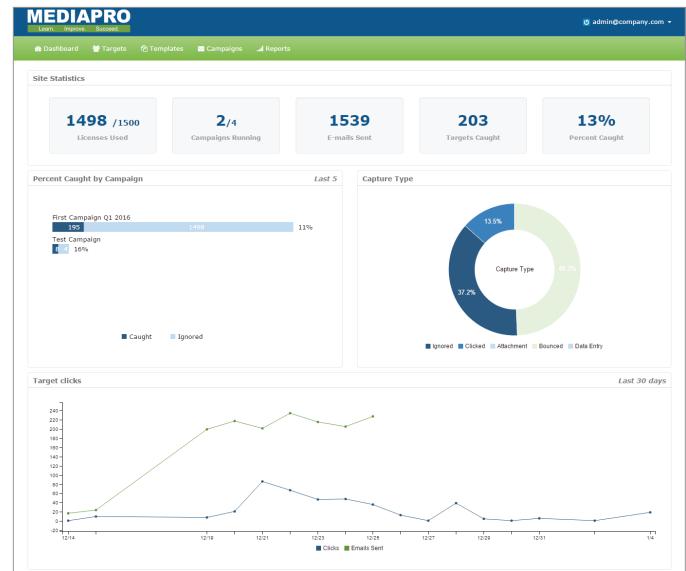 MEDIAPRO
Learn. Improve. Succeed.
admin@company.com
Dashboard Targets Templates Campaigns Reports
Site Statistics
1498 /1500
Licenses Used
2/4
Campaigns Running
1539
E-mails Sent
203
Targets Caught
13%
Percent Caught
Percent Caught by Campaign Last 5
First Campaign Q1 2016
195 1498 11%
Test Campaign
16%
Caught Ignored
Capture Type
13.5%
Capture Type
37.2%
Ignored Clicked Attachment Bounced Data Entry
Target clicks Last 30 days
240
220
200
180
160
140
120
100
80
60
40
20
0
-20
12/14 12/19 12/21 12/23 12/25 12/27 12/29 12/31 1/4
Clicks Emails Sent